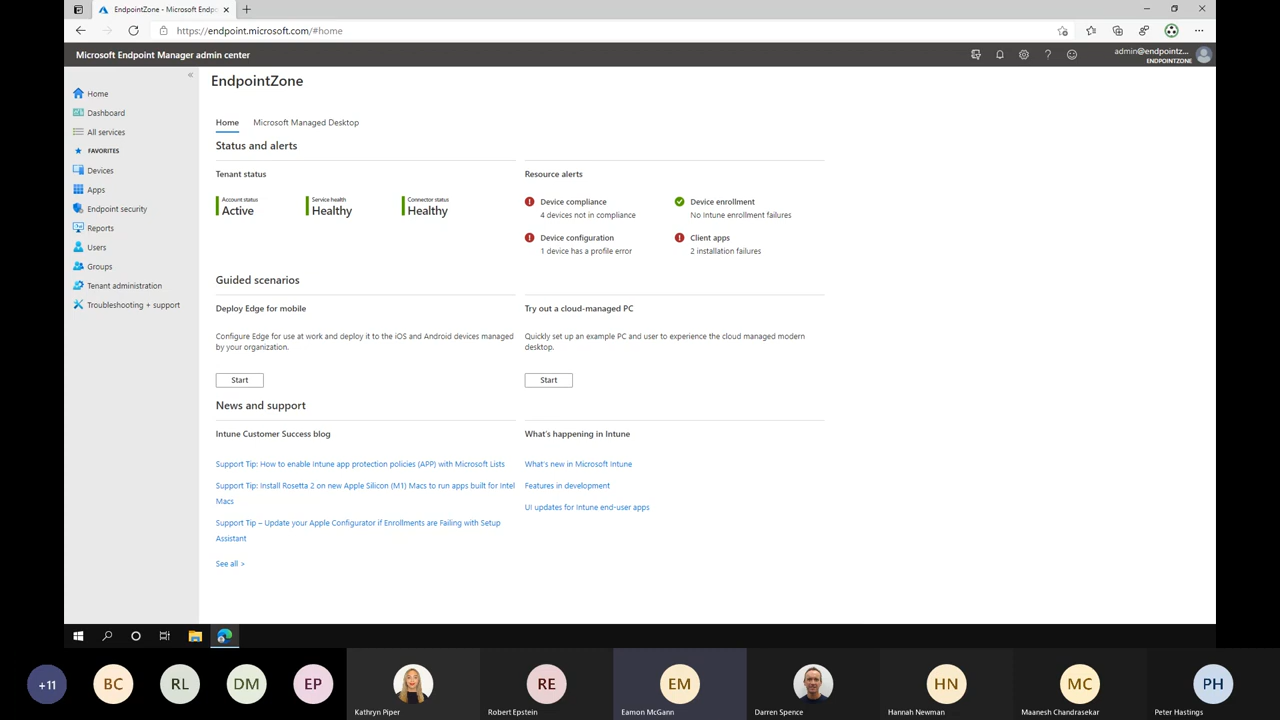 EndpointZone - Microsoft Endpo
https://endpoint.microsoft.com/#home
Microsoft Endpoint Manager admin center
admin@endpointz...
ENDPOINTZONE
Home
Dashboard
All services
FAVORITES
Devices
Apps
Endpoint security
Reports
Users
Groups
Tenant administration
Troubleshooting + support
EndpointZone
Home
Microsoft Managed Desktop
Status and alerts
Tenant status
Account status
Active
Service health
Healthy
Connector status
Healthy
Resource alerts
Device compliance
4 devices not in compliance
Device enrollment
No Intune enrollment failures
Device configuration
1 device has a profile error
Client apps
2 installation failures
Guided scenarios
Deploy Edge for mobile
Configure Edge for use at work and deploy it to the iOS and Android devices managed
by your organization.
Start
Try out a cloud-managed PC
Quickly set up an example PC and user to experience the cloud managed modern
desktop.
Start
News and support
Intune Customer Success blog
Support Tip: How to enable Intune app protection policies (APP) with Microsoft Lists
Support Tip: Install Rosetta 2 on new Apple Silicon (M1) Macs to run apps built for Intel
Macs
Support Tip – Update your Apple Configurator if Enrollments are Failing with Setup
Assistant
See all >
What's happening in Intune
What's new in Microsoft Intune
Features in development
UI updates for Intune end-user apps
+11
BC
RL
DM
EP
Kathryn Piper
RE
Robert Epstein
EM
Eamon McGann
Darren Spence
HN
Hannah Newman
MC
Maanesh Chandrasekar
PH
Peter Hastings